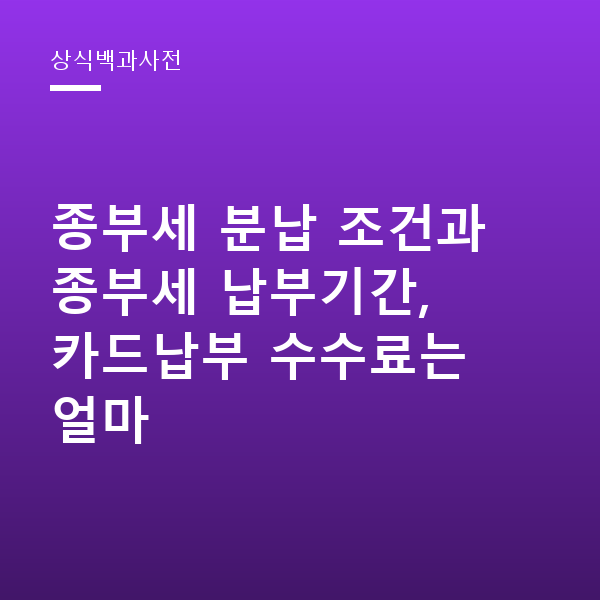 상식백과사전
종부세 분납 조건과
종부세 납부기간,
카드납부 수수료는
얼마